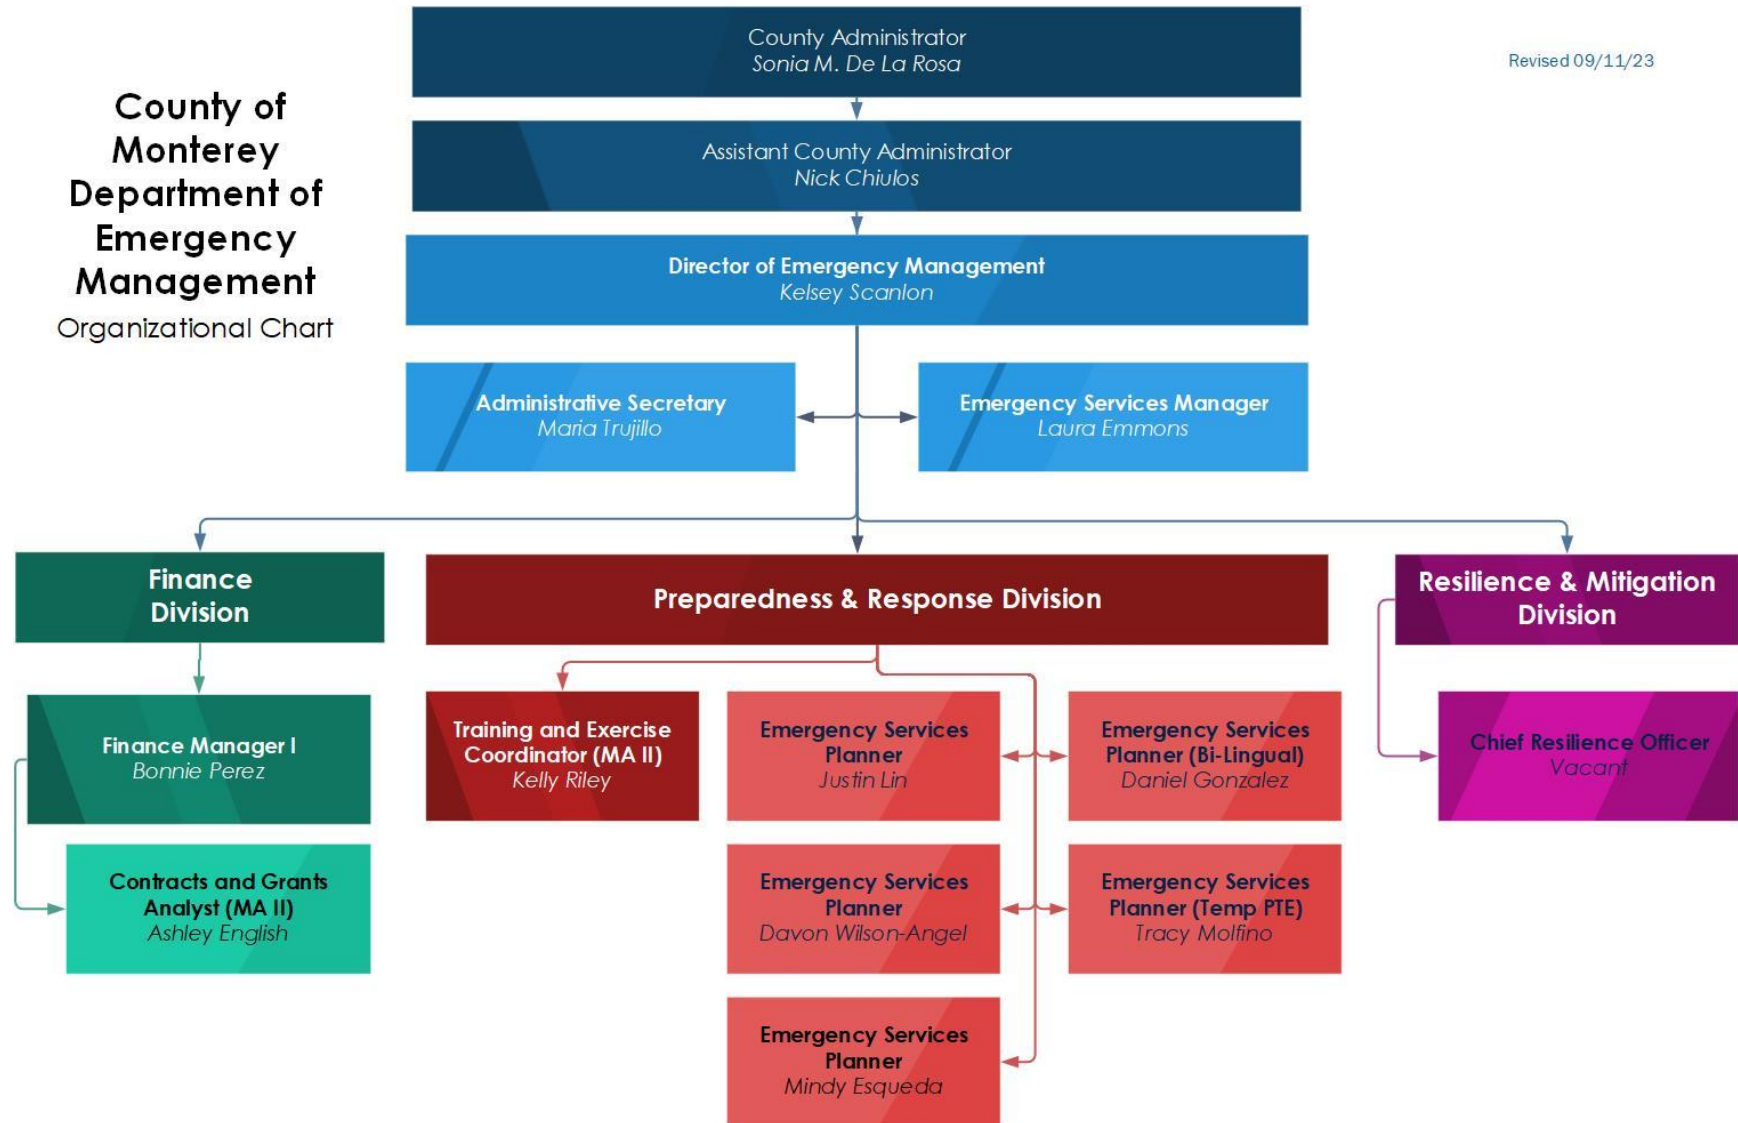 County of
Monterey
Department of
Emergency
Management
Organizational Chart
Revised 09/11/23
County Administrator
Sonia M. De La Rosa
Assistant County Administrator
Nick Chiulos
Director of Emergency Management
Kelsey Scanlon
Administrative Secretary
Maria Trujillo
Emergency Services Manager
Laura Emmons
Finance
Division
Preparedness & Response Division
Resilience & Mitigation
Division
Finance Manager I
Bonnie Perez
Contracts and Grants
Analyst (MA II)
Ashley English
Training and Exercise
Coordinator (MA II)
Kelly Riley
Emergency Services
Planner
Justin Lin
Emergency Services
Planner (Bi-Lingual)
Daniel Gonzalez
Emergency Services
Planner
Davon Wilson-Angel
Emergency Services
Planner (Temp PTE)
Tracy Molfino
Emergency Services
Planner
Mindy Esqueda
Chief Resilience Officer
Vacant